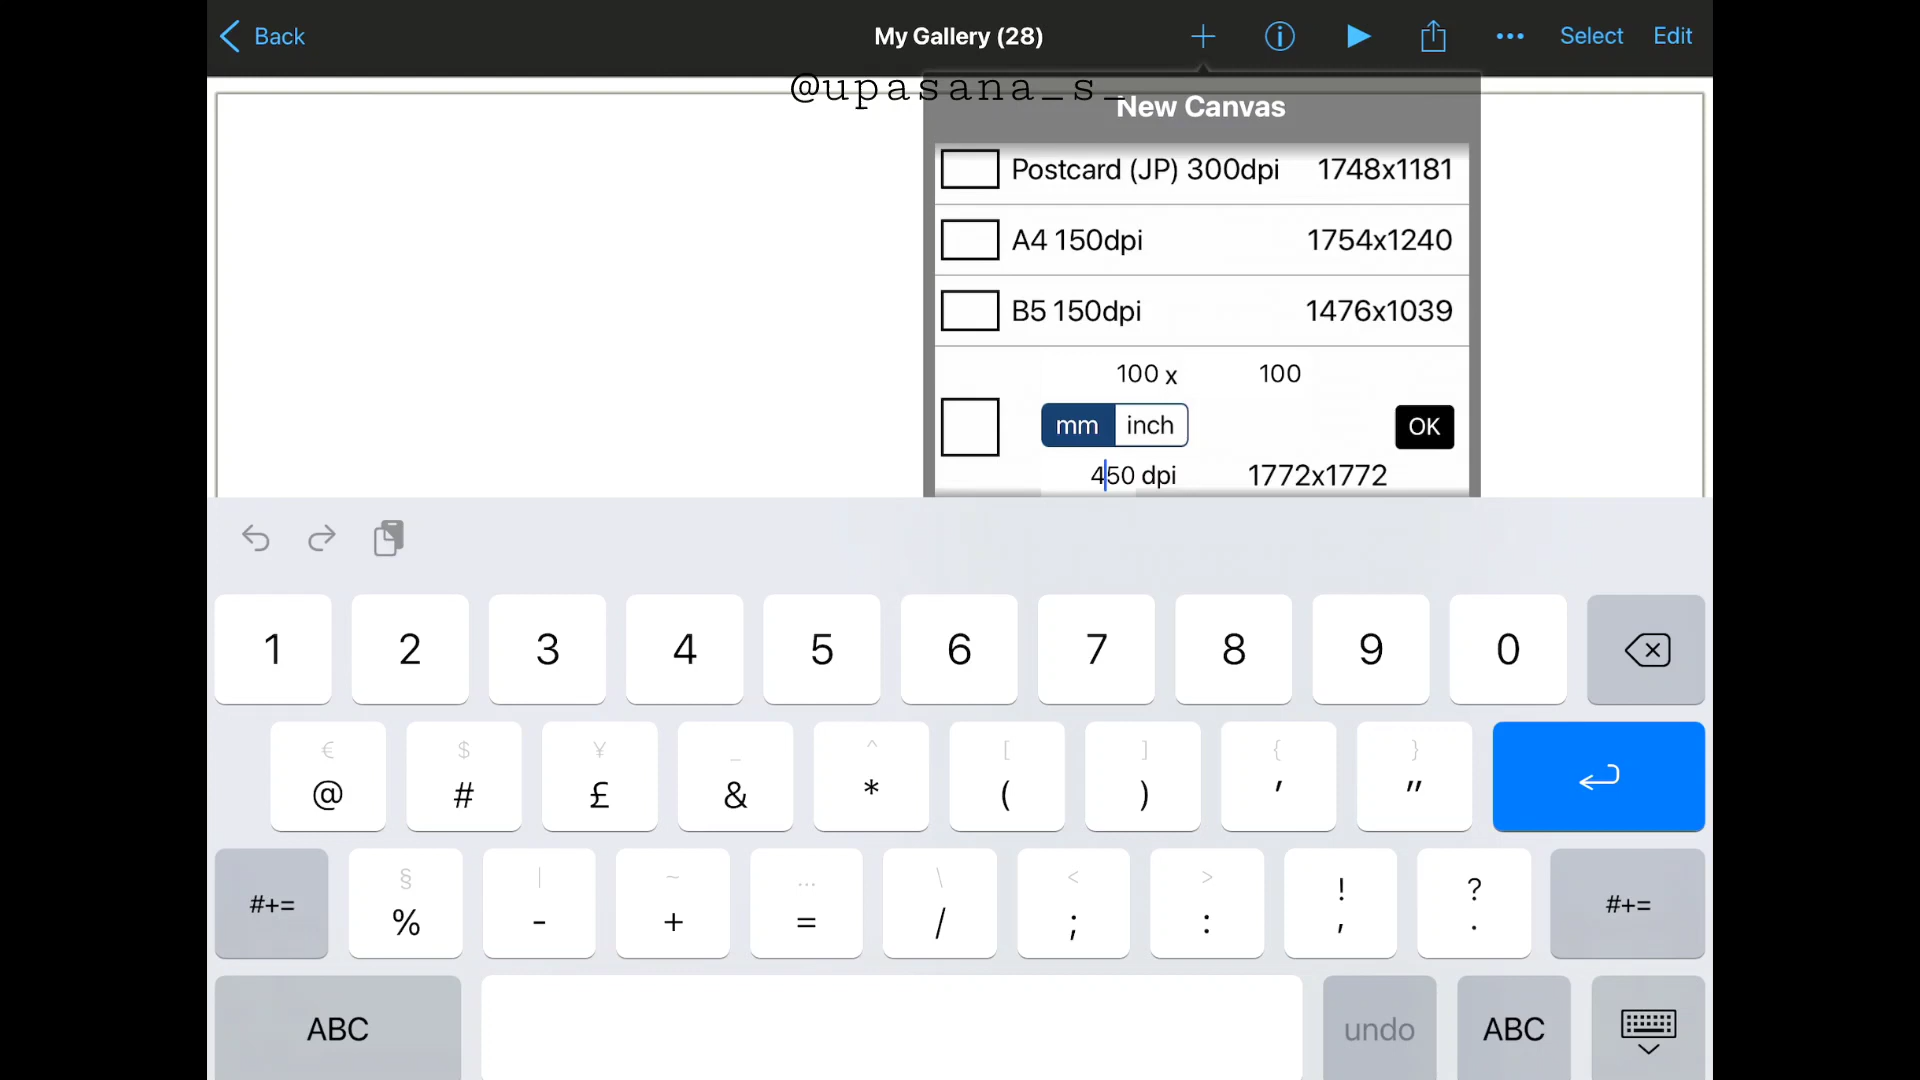 Back
My Gallery (28)
Select
Edit
@upasana_s_
New Canvas
Postcard (JP) 300dpi 1748x1181
A4 150dpi 1754x1240
B5 150dpi 1476x1039
100 x 100
mm inch
OK
450 dpi 1772x1772
1 2 3 4 5 6 7 8 9 0
€ $ ¥ _ ^ [ ] { }
@ # £ & * ( ) ' "
§ | ~ ... \ < > ! ?
#+= % - + = / ; : , . #+=
ABC undo ABC